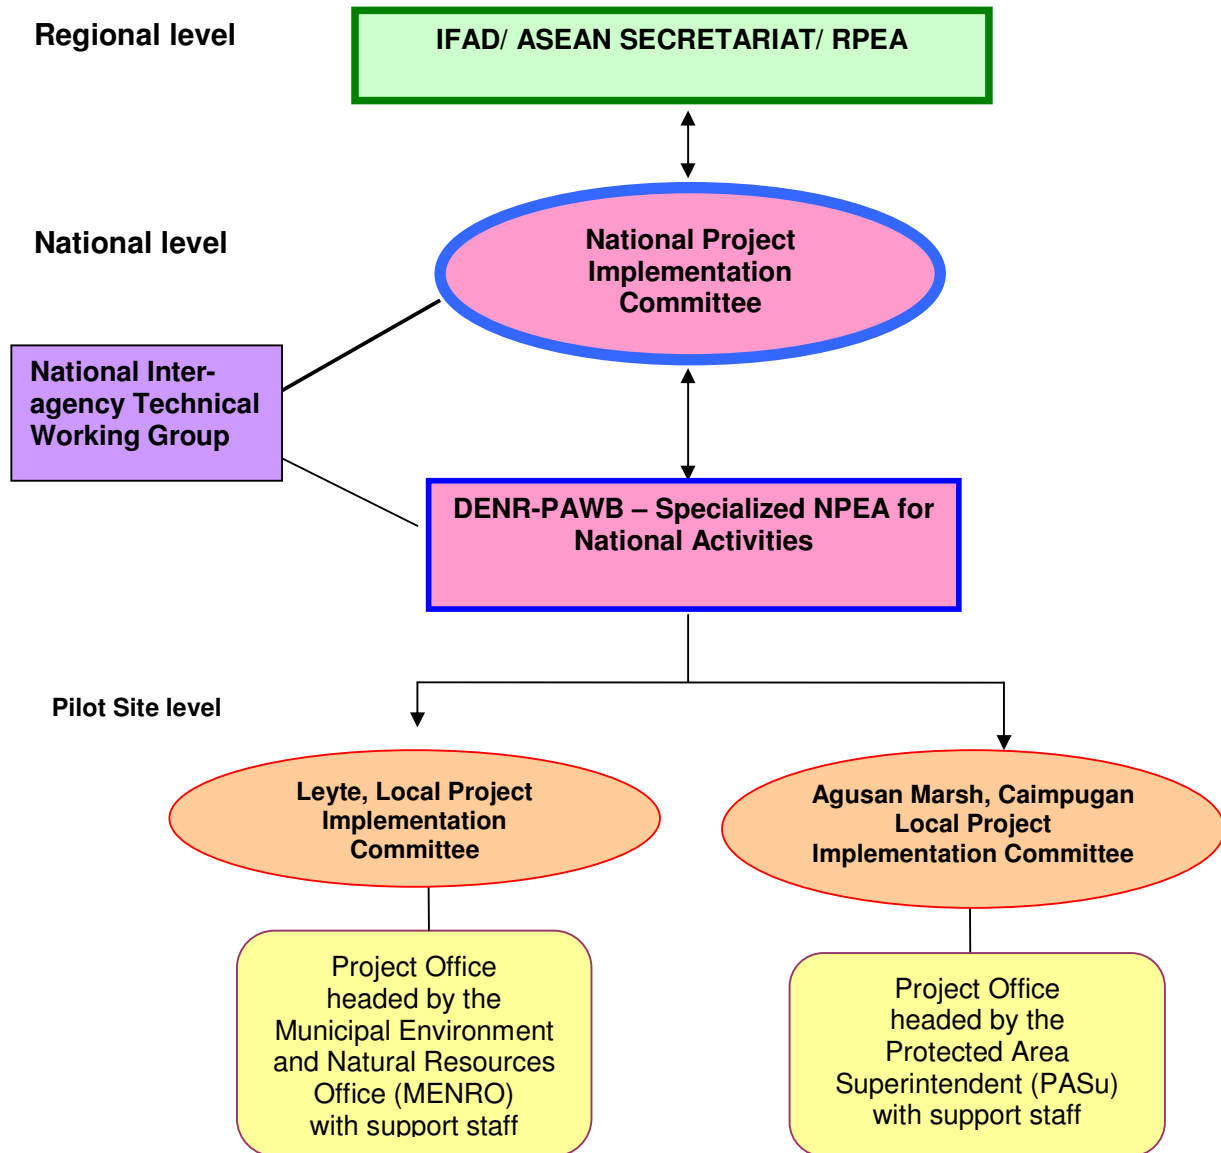 Regional level
IFAD/ ASEAN SECRETARIAT/ RPEA
National level
National Project
Implementation
Committee
National Inter-
agency Technical
Working Group
DENR-PAWB – Specialized NPEA for
National Activities
Pilot Site level
Leyte, Local Project
Implementation
Committee
Agusan Marsh, Caimpugan
Local Project
Implementation Committee
Project Office
headed by the
Municipal Environment
and Natural Resources
Office (MENRO)
with support staff
Project Office
headed by the
Protected Area
Superintendent (PASu)
with support staff